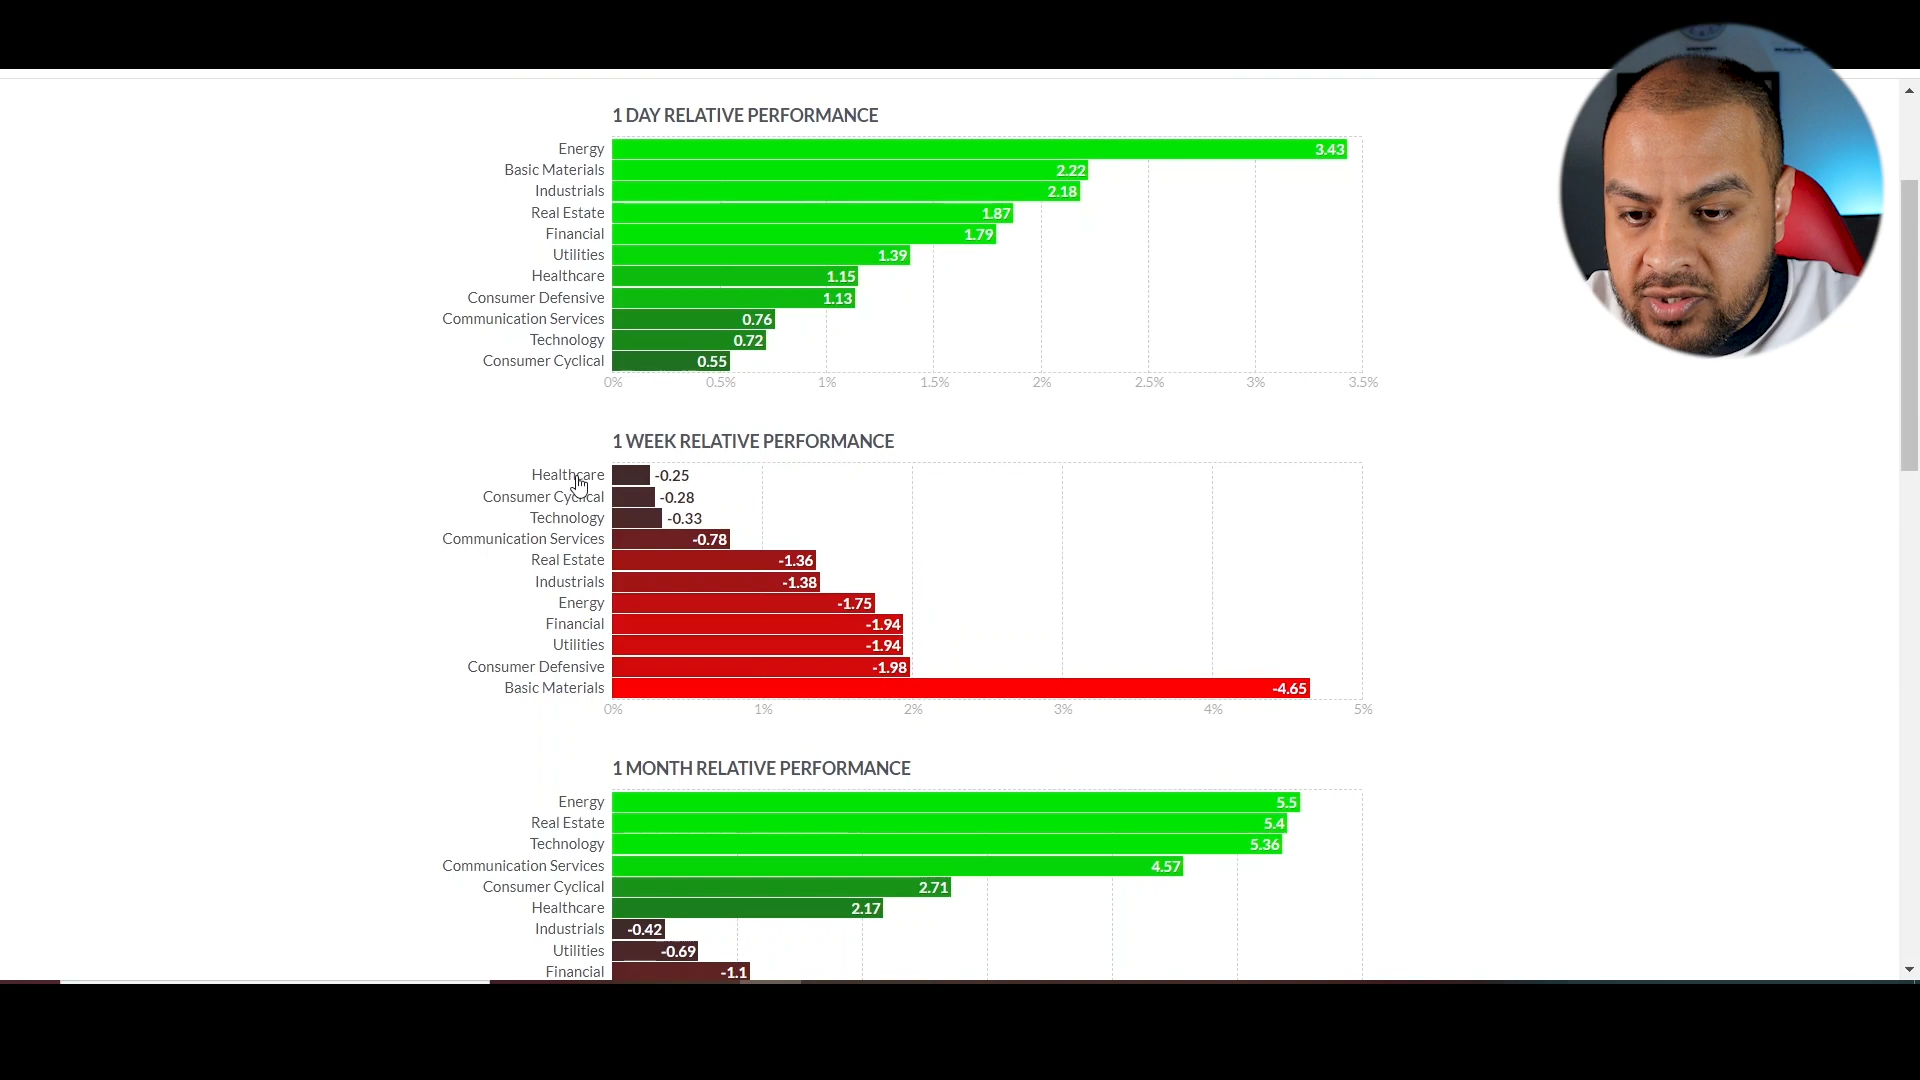 1 DAY RELATIVE PERFORMANCE
Energy 3.43
Basic Materials 2.22
Industrials 2.18
Real Estate 1.87
Financial 1.79
Utilities 1.39
Healthcare 1.15
Consumer Defensive 1.13
Communication Services 0.76
Technology 0.72
Consumer Cyclical 0.55
0% 0.5% 1% 1.5% 2% 2.5% 3% 3.5%
1 WEEK RELATIVE PERFORMANCE
Healthcare -0.25
Consumer Cyclical -0.28
Technology -0.33
Communication Services -0.78
Real Estate -1.36
Industrials -1.38
Energy -1.75
Financial -1.94
Utilities -1.94
Consumer Defensive -1.98
Basic Materials -4.65
0% 1% 2% 3% 4% 5%
1 MONTH RELATIVE PERFORMANCE
Energy 5.5
Real Estate 5.4
Technology 5.36
Communication Services 4.57
Consumer Cyclical 2.71
Healthcare 2.17
Industrials -0.42
Utilities -0.69
Financial -1.1